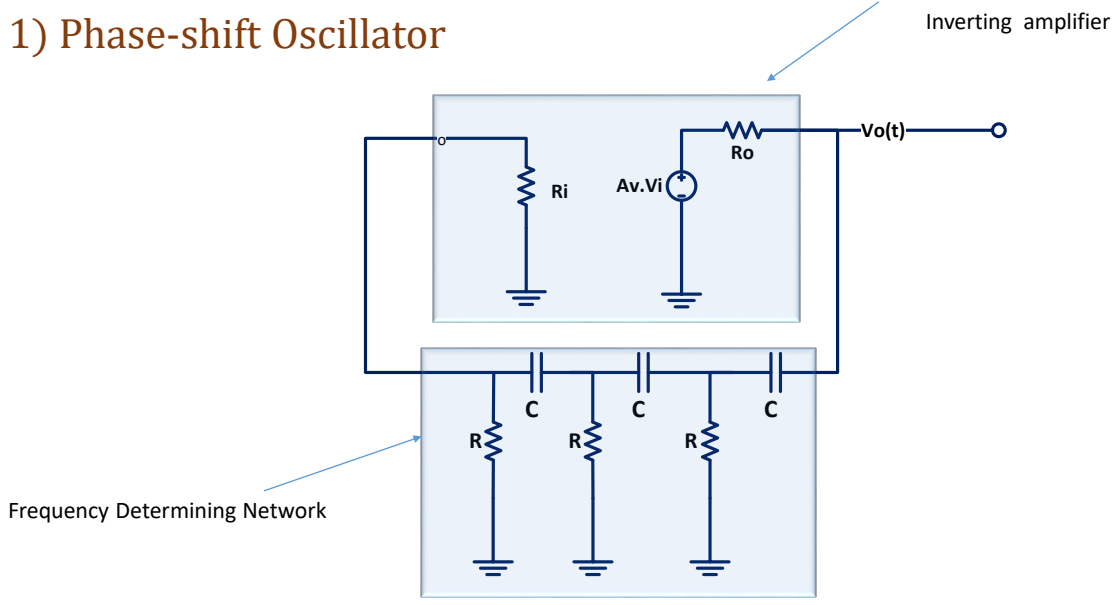 1) Phase-shift Oscillator
Inverting amplifier
o
Vo(t)
Ro
Ri
Av.Vi
C
C
C
R
R
R
Frequency Determining Network